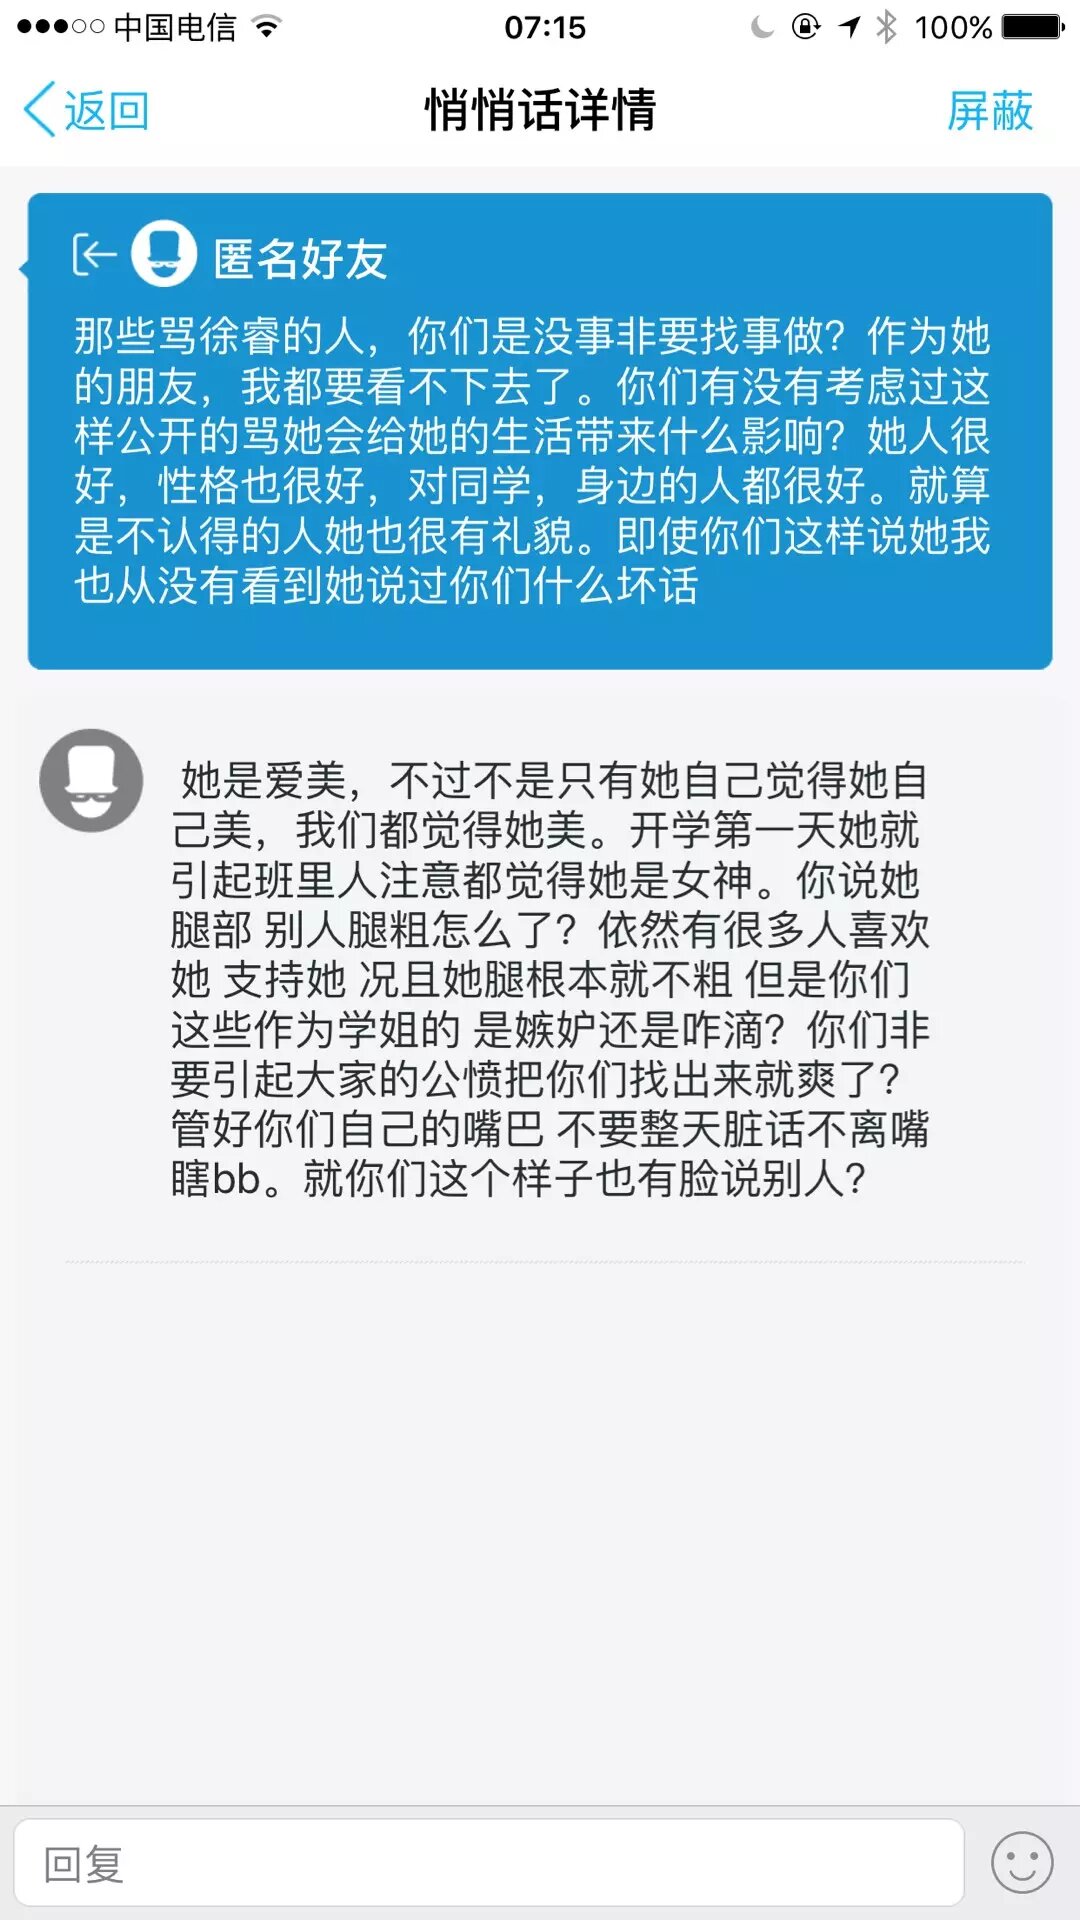 中国电信
07:15
100%
返回
悄悄话详情
屏蔽
匿名好友
那些骂徐睿的人，你们是没事非要找事做？作为她
的朋友，我都要看不下去了。你们有没有考虑过这
样公开的骂她会给她的生活带来什么影响？她人很
好，性格也很好，对同学，身边的人都很好。就算
是不认得的人她也很有礼貌。即使你们这样说她我
也从没有看到她说过你们什么坏话
她是爱美，不过不是只有她自己觉得她自
己美，我们都觉得她美。开学第一天她就
引起班里人注意都觉得她是女神。你说她
腿部 别人腿粗怎么了？依然有很多人喜欢
她 支持她 况且她腿根本就不粗 但是你们
这些作为学姐的 是嫉妒还是咋滴？你们非
要引起大家的公愤把你们找出来就爽了？
管好你们自己的嘴巴 不要整天脏话不离嘴
瞎bb。就你们这个样子也有脸说别人？
回复